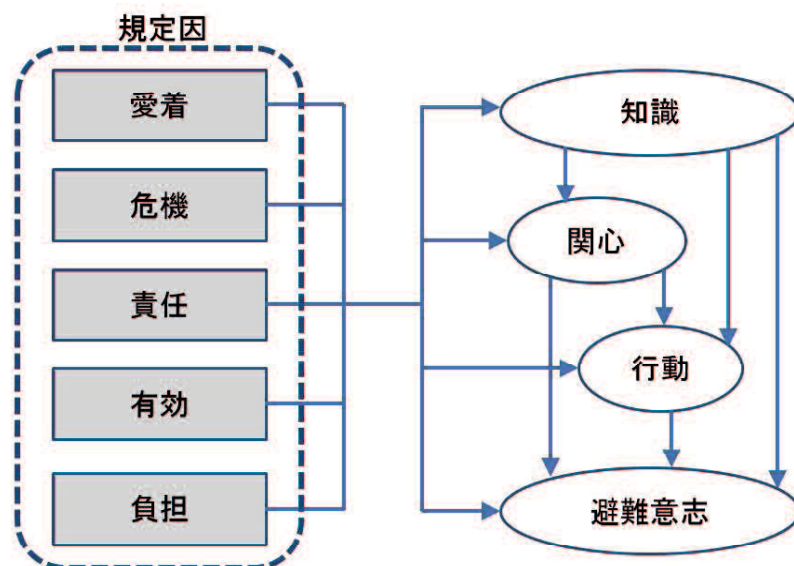 規定因
愛着
危機
責任
有効
負担
知識
関心
行動
避難意志